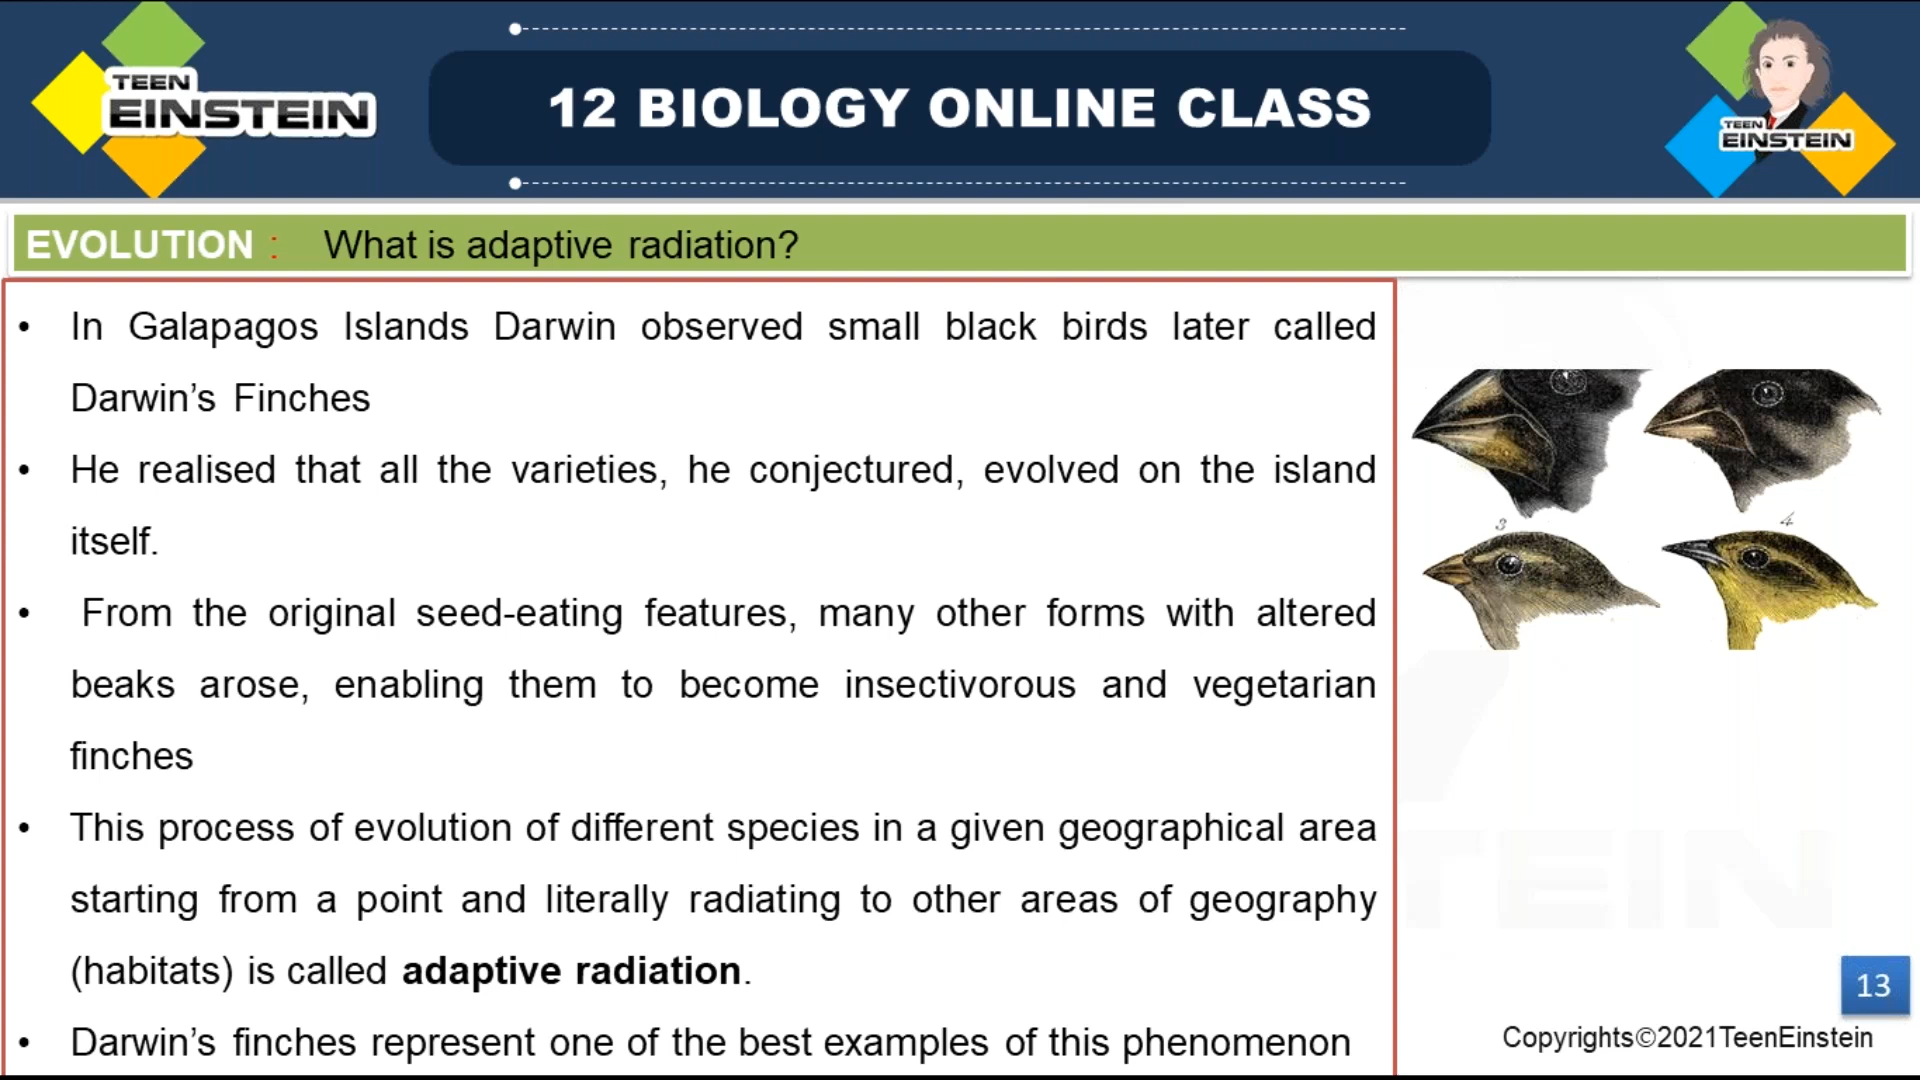 TEEN
EINSTEIN
12 BIOLOGY ONLINE CLASS
TEEN
EINSTEIN
EVOLUTION : What is adaptive radiation?
• In Galapagos Islands Darwin observed small black birds later called
Darwin’s Finches
• He realised that all the varieties, he conjectured, evolved on the island
itself.
• From the original seed-eating features, many other forms with altered
beaks arose, enabling them to become insectivorous and vegetarian
finches
• This process of evolution of different species in a given geographical area
starting from a point and literally radiating to other areas of geography
(habitats) is called adaptive radiation.
• Darwin’s finches represent one of the best examples of this phenomenon
3
4
TEIN
13
Copyrights©2021TeenEinstein